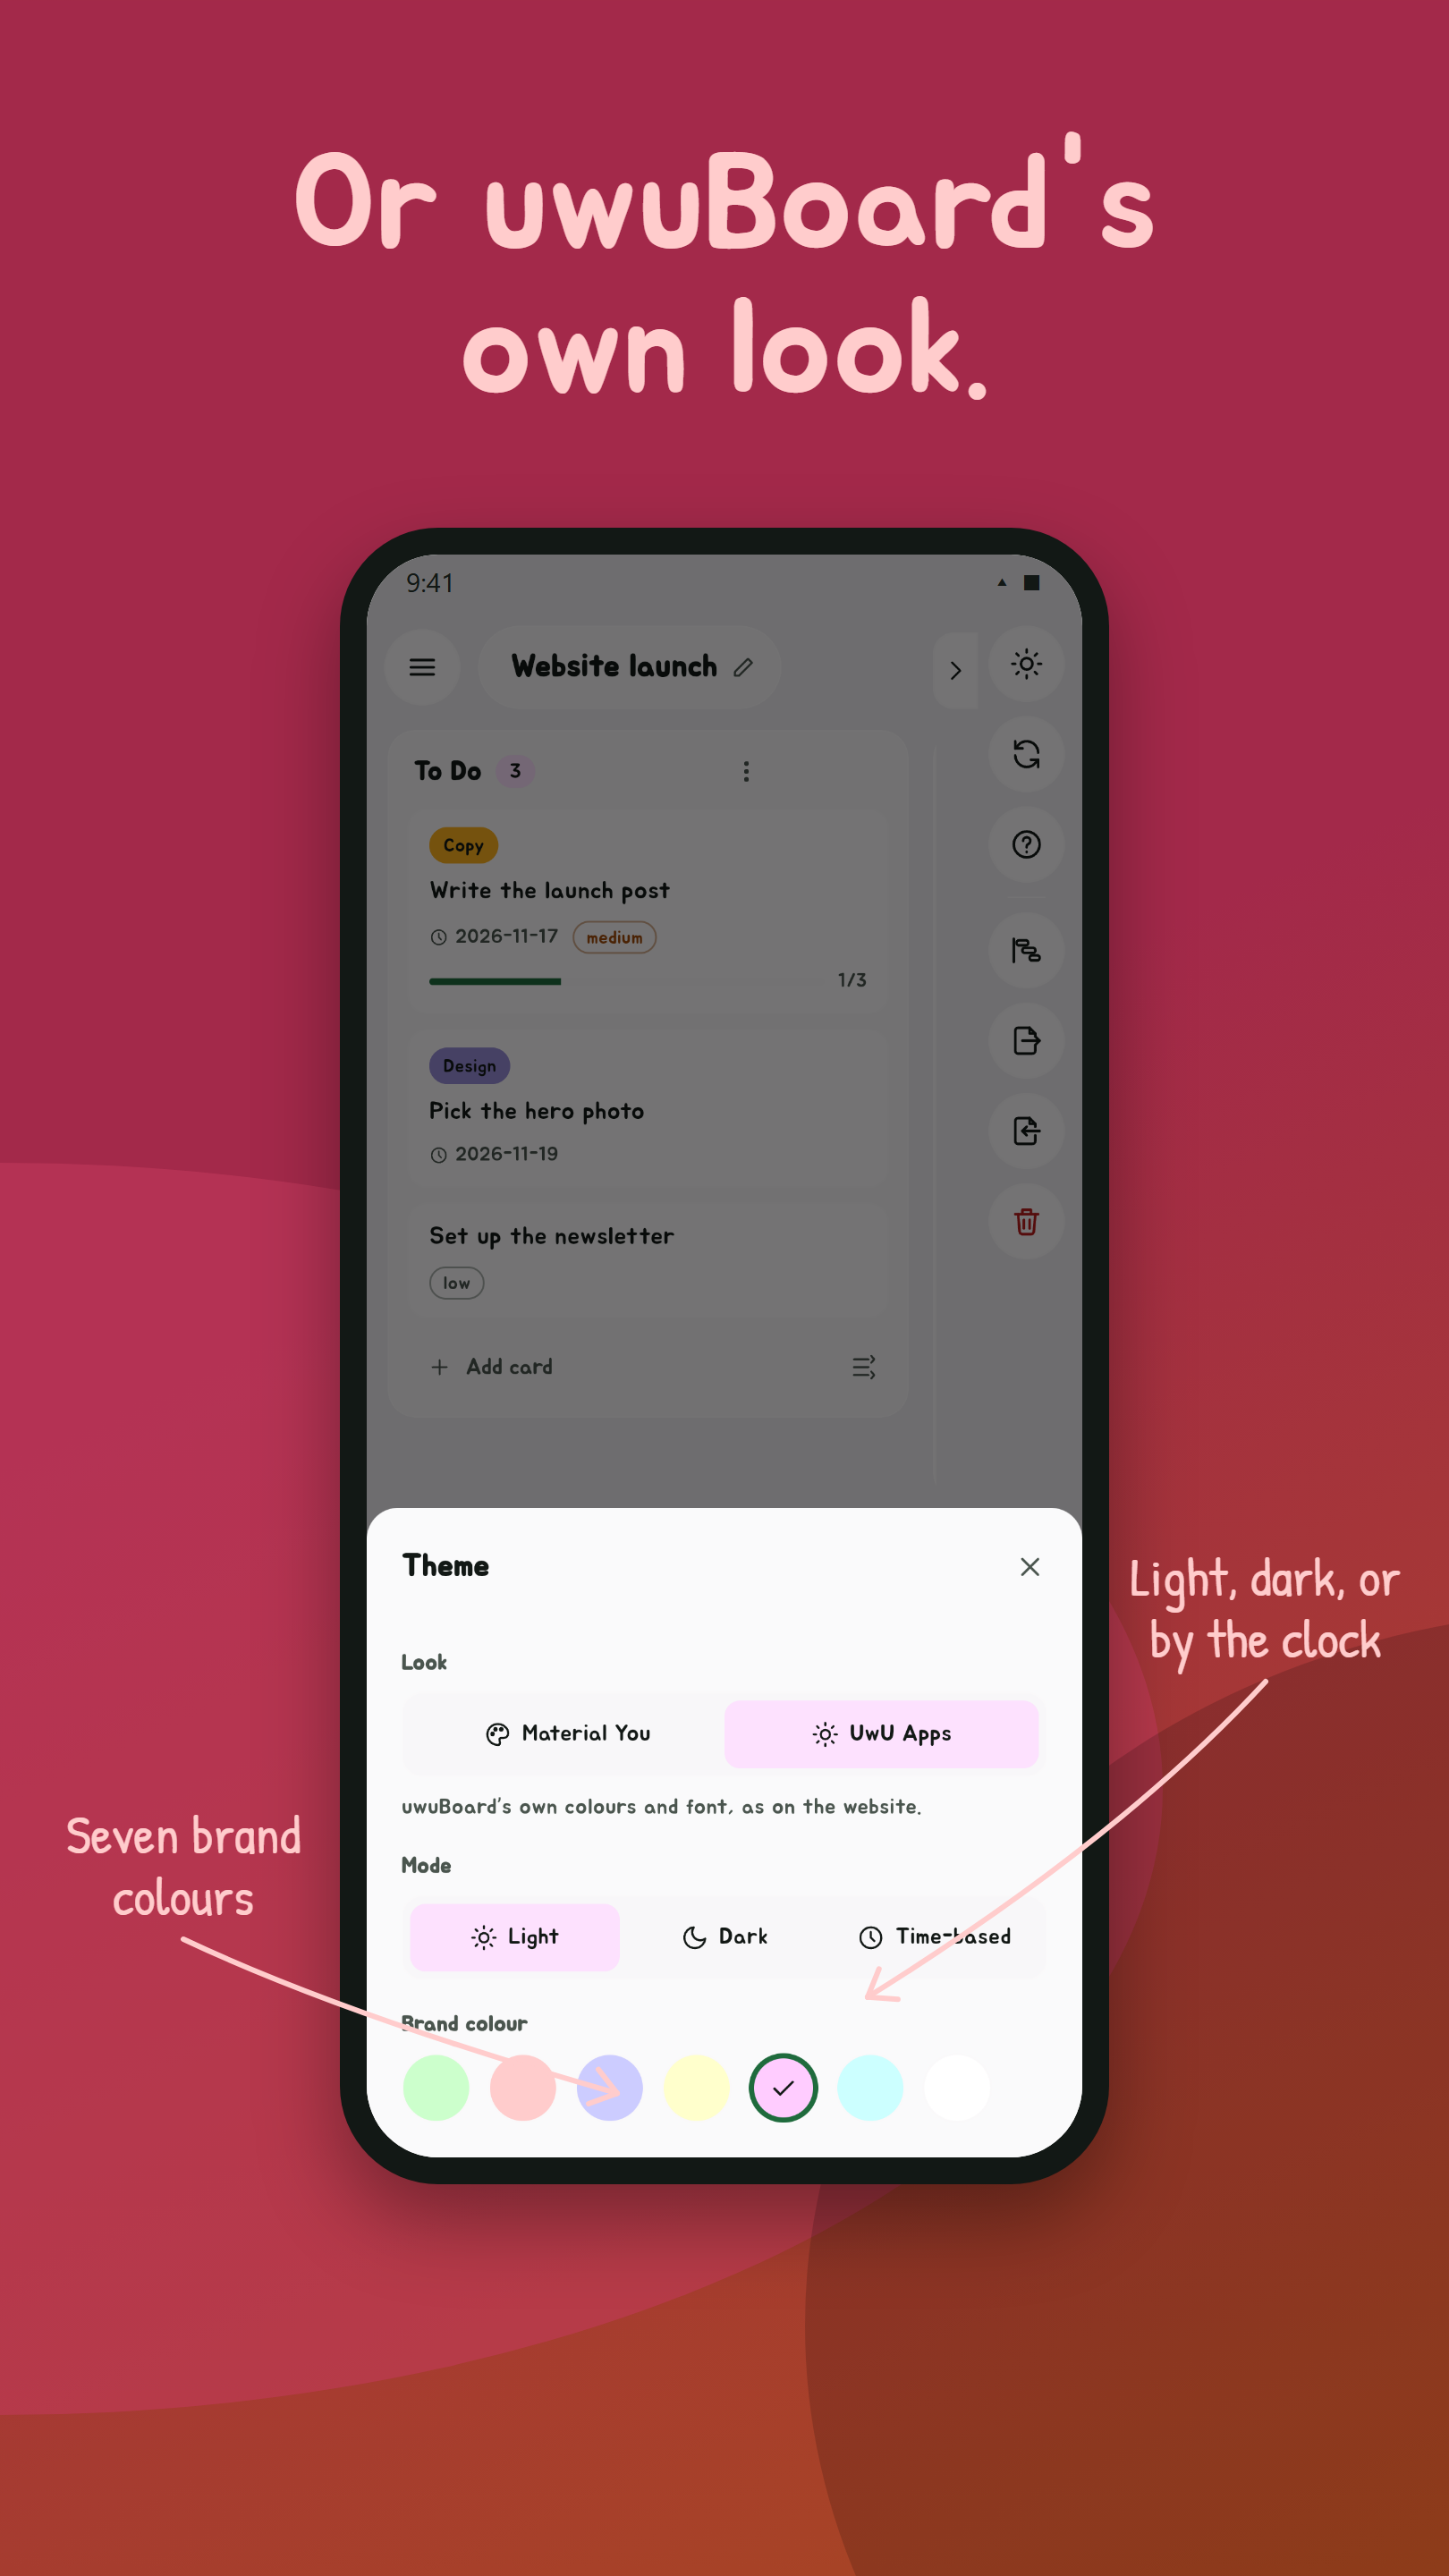 Or uwuBoard's
own look.
9:41
Website launch
To Do 3
Copy
Write the launch post
2026-11-17 medium
1/3
Design
Pick the hero photo
2026-11-19
Set up the newsletter
low
Add card
Theme
Light, dark, or
by the clock
Look
Material You UwU Apps
uwuBoard's own colours and font, as on the website.
Seven brand
colours
Mode
Light Dark Time-based
Brand colour